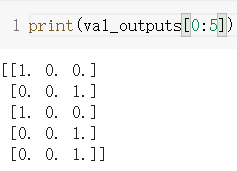 1 print(val_outputs[0:5])
[[1. 0. 0.]
[0. 0. 1.]
[1. 0. 0.]
[0. 0. 1.]
[0. 0. 1.]]